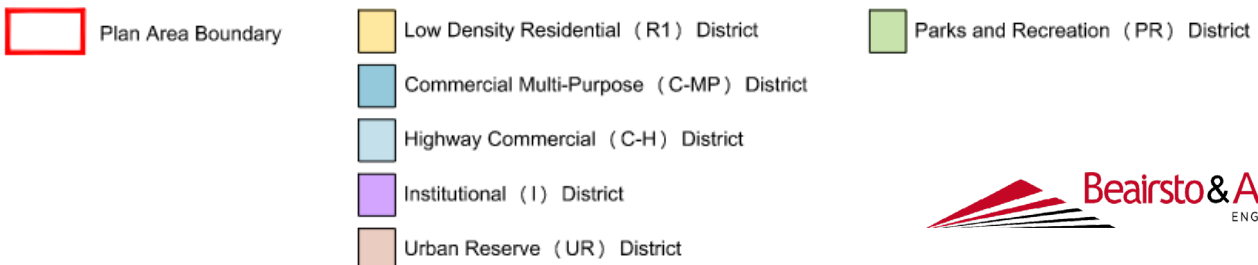 Plan Area Boundary
Low Density Residential (R1) District
Commercial Multi-Purpose (C-MP) District
Highway Commercial (C-H) District
Institutional (I) District
Urban Reserve (UR) District
Parks and Recreation (PR) District
Beairsto & A
ENG